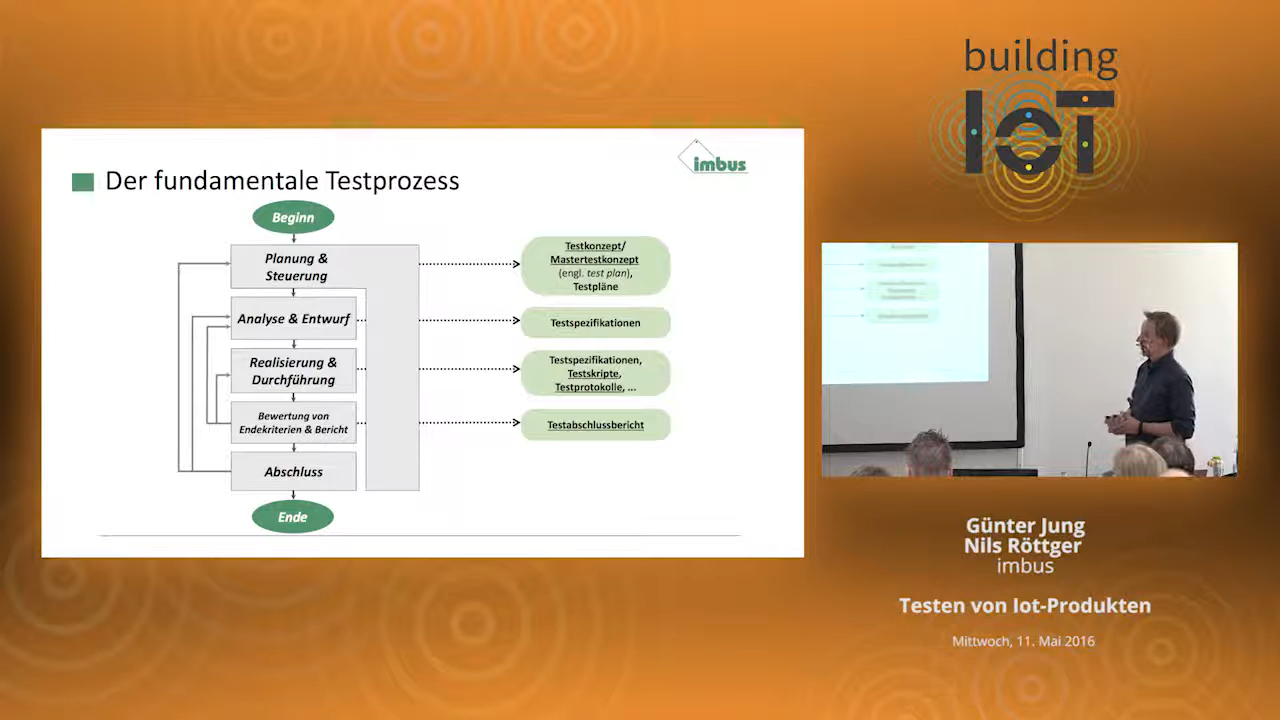 building
IoT
imbus
Der fundamentale Testprozess
Beginn
Planung &
Steuerung
Analyse & Entwurf
Realisierung &
Durchführung
Bewertung von
Endekriterien & Bericht
Abschluss
Ende
Testkonzept/
Mastertestkonzept
(engl. test plan),
Testpläne
Testspezifikationen
Testspezifikationen,
Testskripte,
Testprotokolle, ...
Testabschlussbericht
Günter Jung
Nils Röttger
imbus
Testen von Iot-Produkten
Mittwoch, 11. Mai 2016